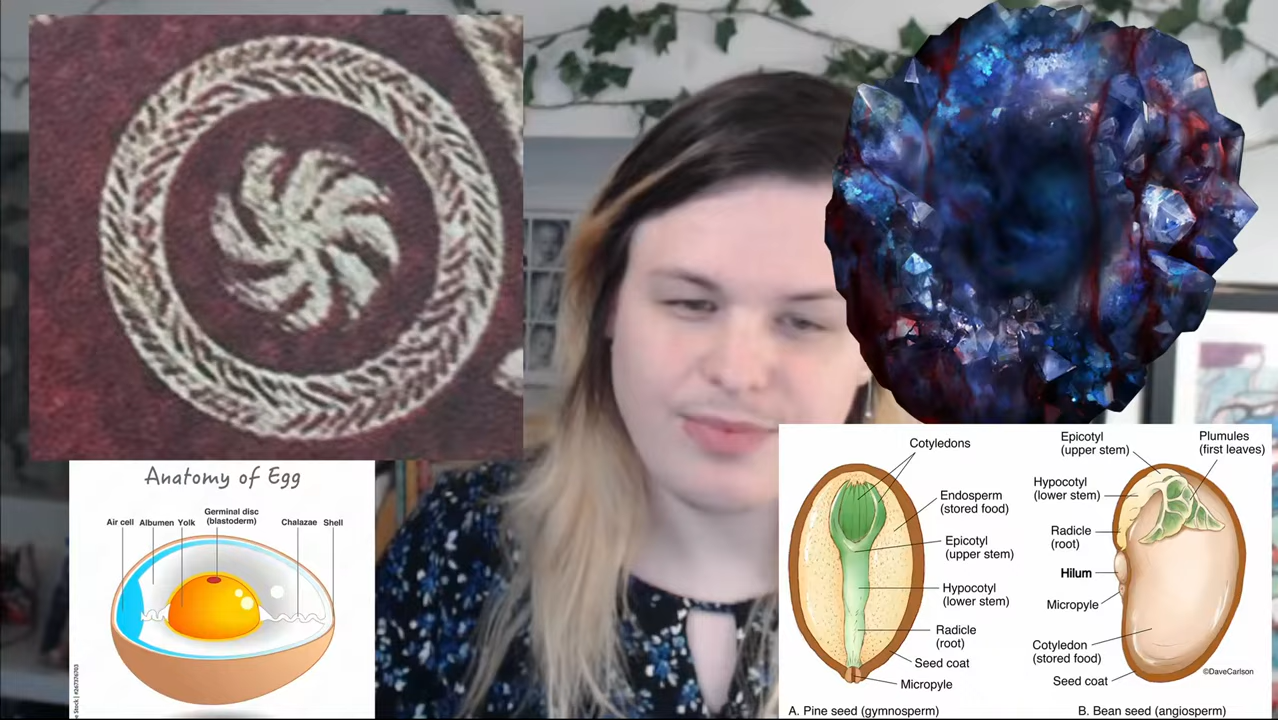 Anatomy of Egg
Air cell
Albumen
Yolk
Germinal disc
(blastoderm)
Chalazae
Shell
Cotyledons
Endosperm
(stored food)
Epicotyl
(upper stem)
Hypocotyl
(lower stem)
Radicle
(root)
Seed coat
Micropyle
A. Pine seed (gymnosperm)
Epicotyl
(upper stem)
Plumules
(first leaves)
Hypocotyl
(lower stem)
Radicle
(root)
Hilum
Micropyle
Cotyledon
(stored food)
Seed coat
©DaveCarlson
B. Bean seed (angiosperm)